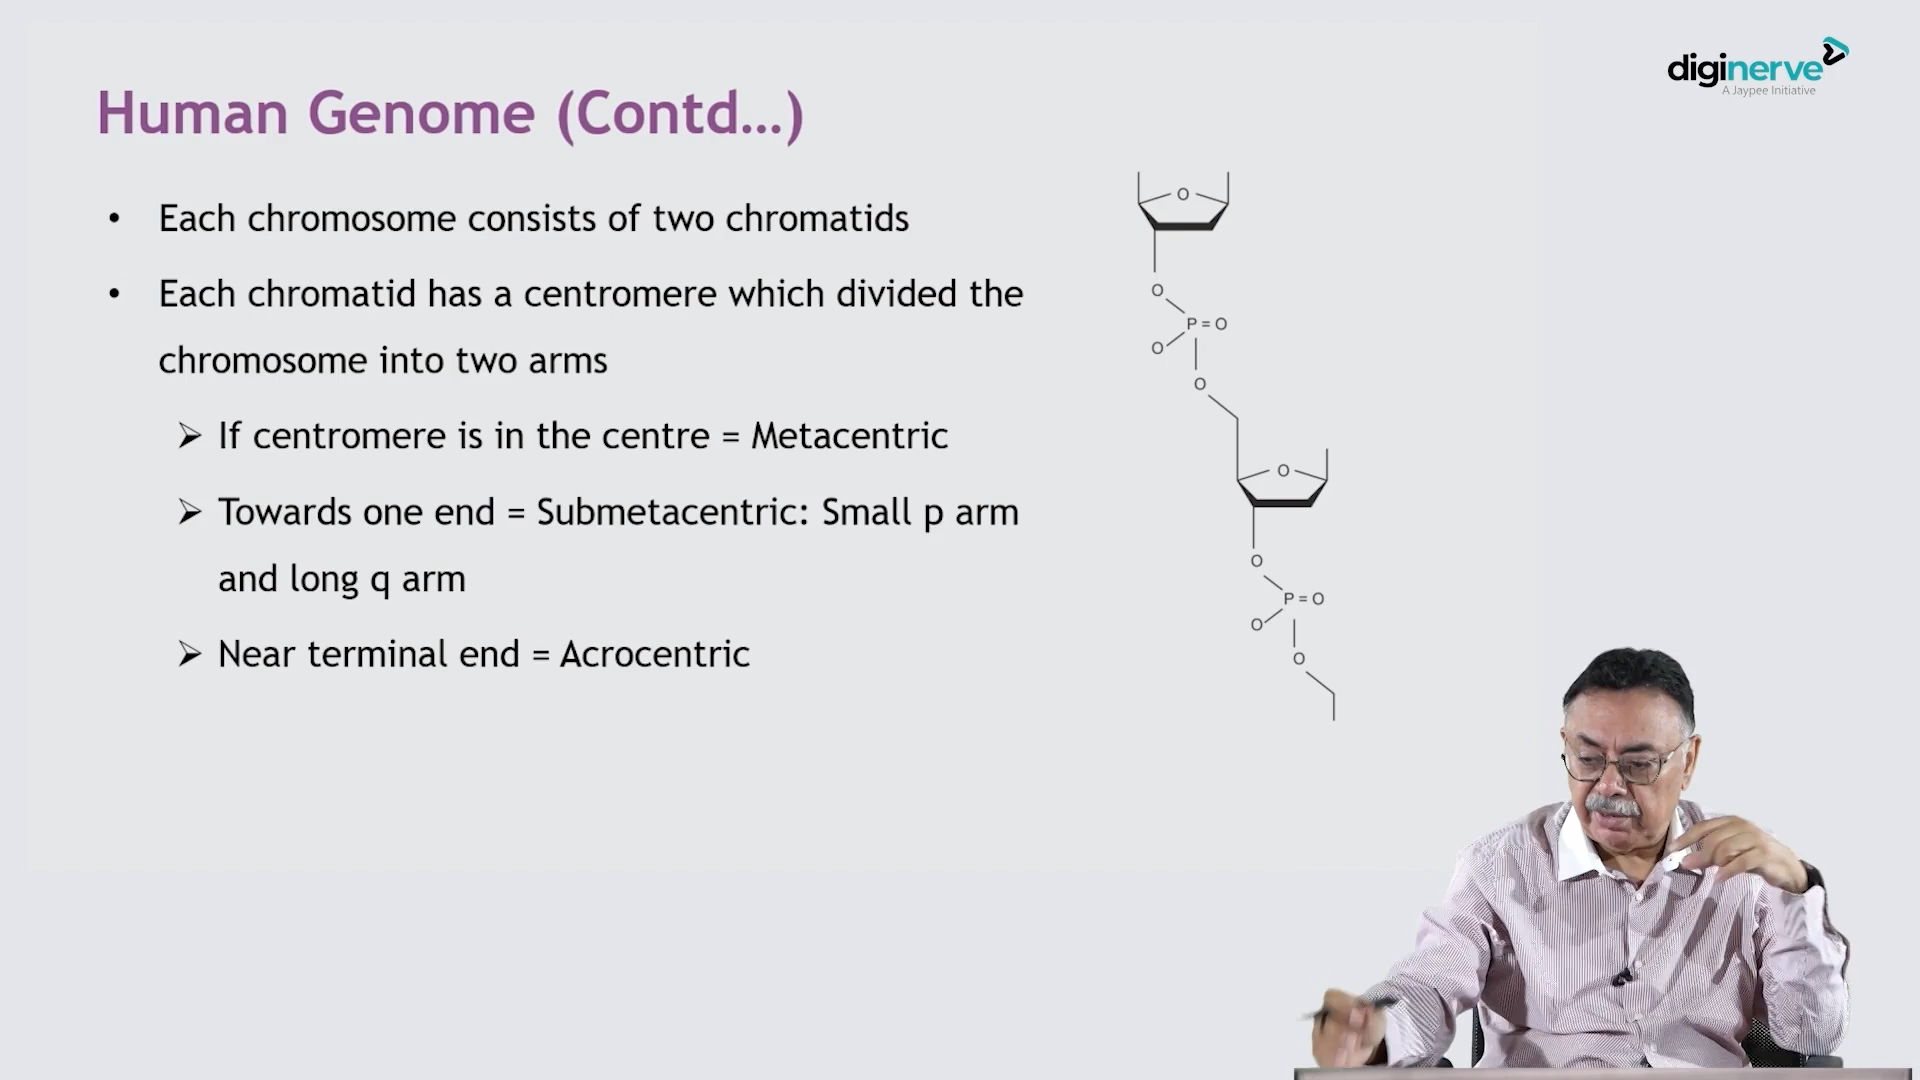 diginerve
A Jaypee Initiative
Human Genome (Contd...)
• Each chromosome consists of two chromatids
• Each chromatid has a centromere which divided the
chromosome into two arms
➢ If centromere is in the centre = Metacentric
➢ Towards one end = Submetacentric: Small p arm
and long q arm
➢ Near terminal end = Acrocentric
O
O
P=O
O
O
O
O
P=O
O
O